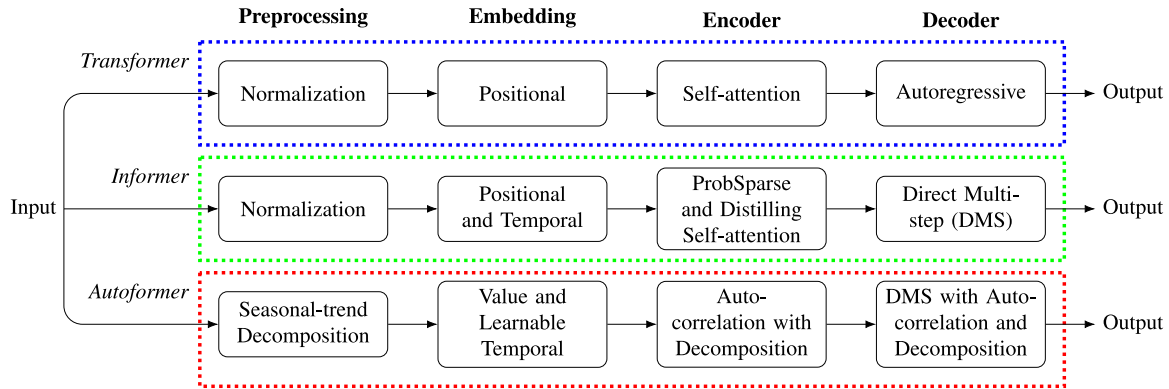 Preprocessing Embedding Encoder Decoder
Transformer
Normalization Positional Self-attention Autoregressive Output
Informer
Input
Normalization
Positional
and Temporal
ProbSparse
and Distilling
Self-attention
Direct Multi-
step (DMS)
Output
Autoformer
Seasonal-trend
Decomposition
Value and
Learnable
Temporal
Auto-
correlation with
Decomposition
DMS with Auto-
correlation and
Decomposition
Output